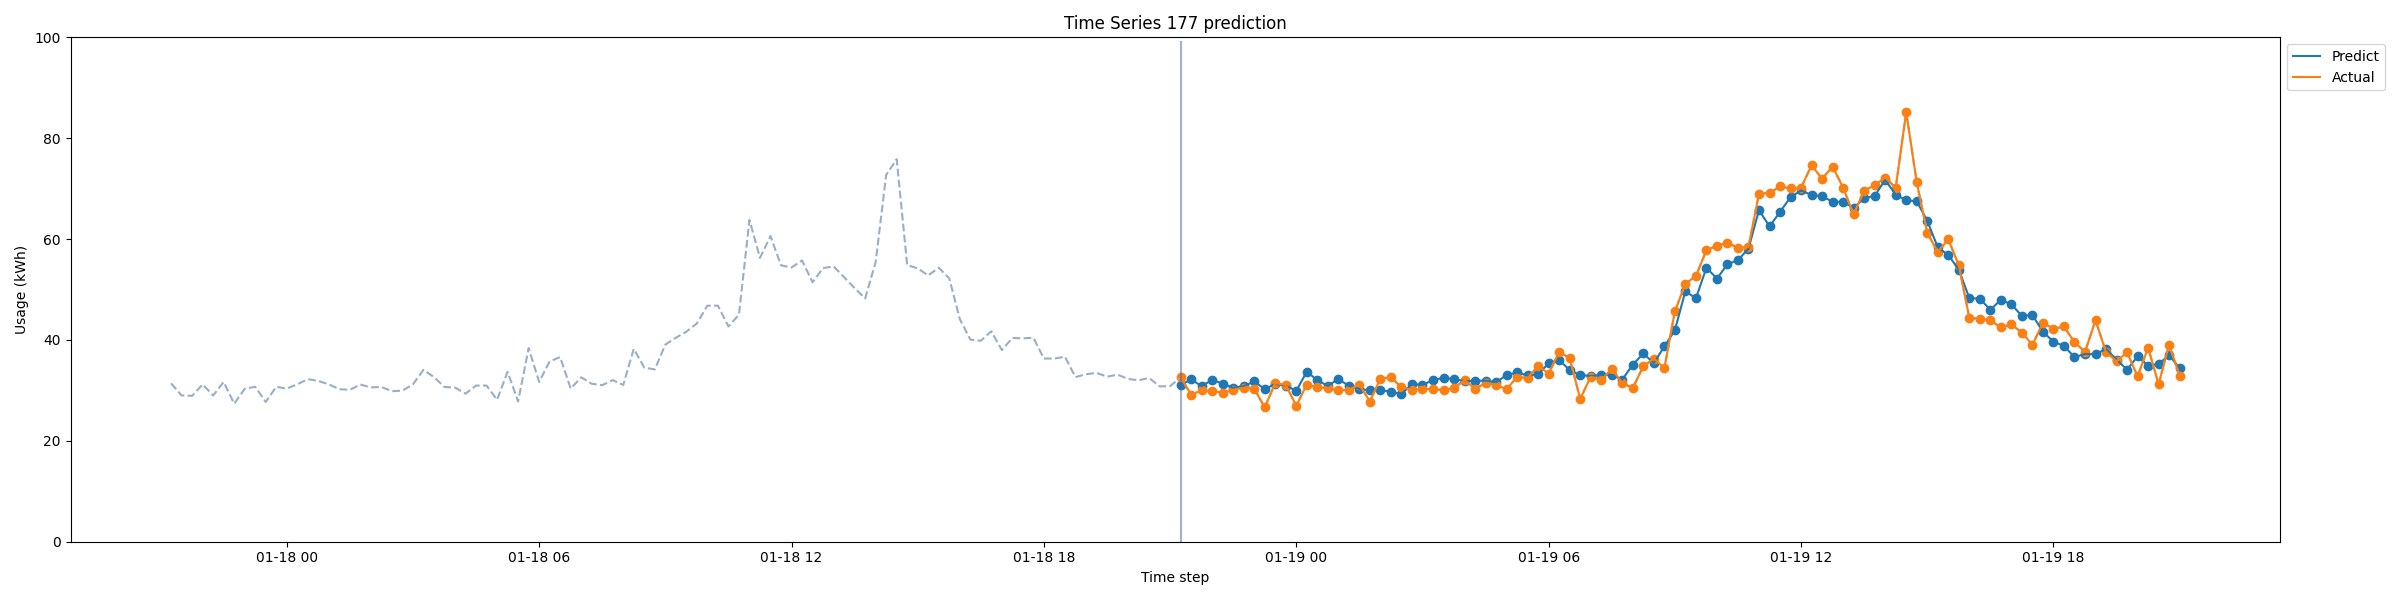 Time Series 177 prediction
Predict
Actual
Usage (kWh)
100
80
60
40
20
0
01-18 00
01-18 06
01-18 12
01-18 18
01-19 00
01-19 06
01-19 12
01-19 18
Time step